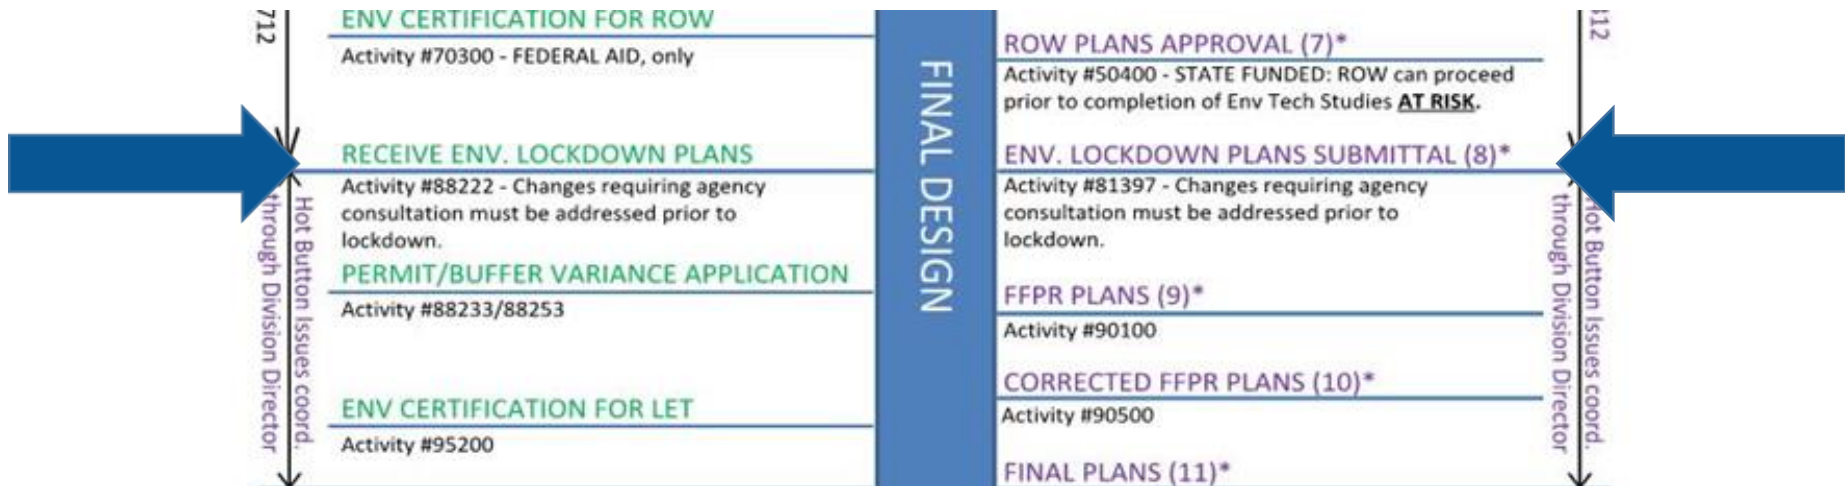 712
ENV CERTIFICATION FOR ROW
Activity #70300 - FEDERAL AID, only
RECEIVE ENV. LOCKDOWN PLANS
Activity #88222 - Changes requiring agency
consultation must be addressed prior to
lockdown.
PERMIT/BUFFER VARIANCE APPLICATION
Activity #88233/88253
ENV CERTIFICATION FOR LET
Activity #95200
Hot Button Issues coord.
through Division Director
FINAL DESIGN
ROW PLANS APPROVAL (7)*
Activity #50400 - STATE FUNDED: ROW can proceed
prior to completion of Env Tech Studies AT RISK.
ENV. LOCKDOWN PLANS SUBMITTAL (8)*
Activity #81397 - Changes requiring agency
consultation must be addressed prior to
lockdown.
FFPR PLANS (9)*
Activity #90100
CORRECTED FFPR PLANS (10)*
Activity #90500
FINAL PLANS (11)*
12
Hot Button Issues coord.
through Division Director